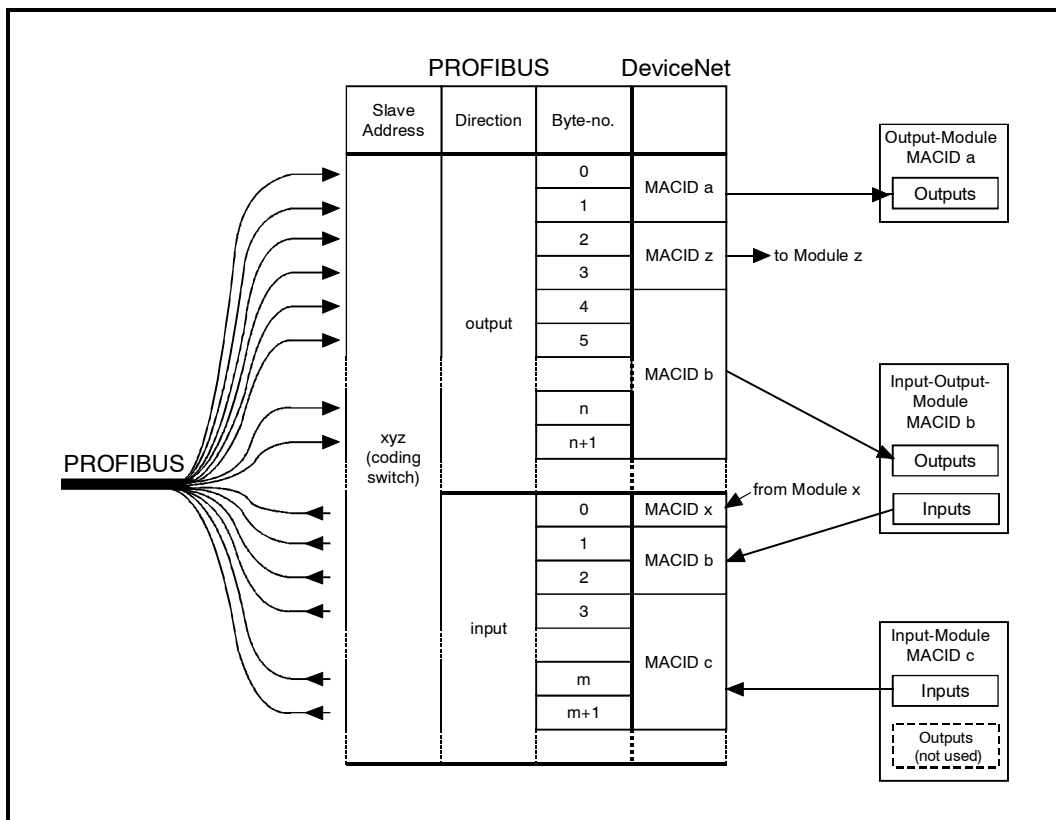 PROFIBUS DeviceNet
Slave
Address
Direction
Byte-no.
output
input
xyz
(coding
switch)
PROFIBUS
0
1
2
3
4
5
n
n+1
0
1
2
3
m
m+1
MACID a
MACID z
MACID b
MACID x
MACID b
MACID c
to Module z
from Module x
Output-Module
MACID a
Outputs
Input-Output-
Module
MACID b
Outputs
Inputs
Input-Module
MACID c
Inputs
Outputs
(not used)